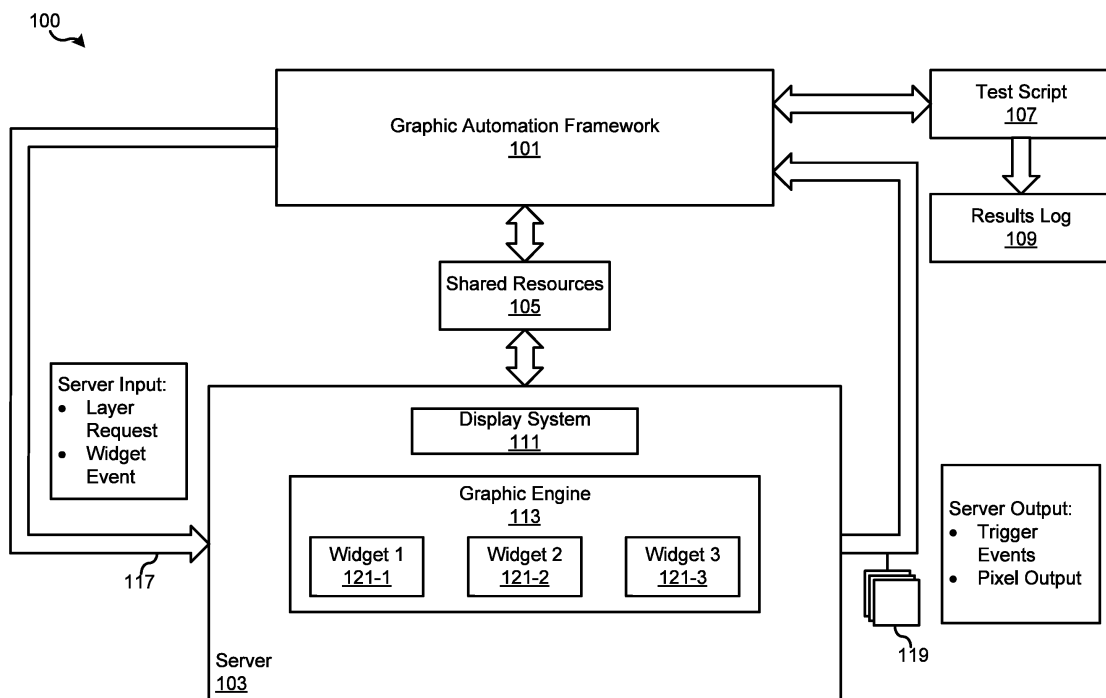 100
Graphic Automation Framework
101
Test Script
107
Results Log
109
Shared Resources
105
Server Input:
• Layer
Request
• Widget
Event
117
Display System
111
Graphic Engine
113
Widget 1
121-1
Widget 2
121-2
Widget 3
121-3
Server
103
Server Output:
• Trigger
Events
• Pixel Output
119